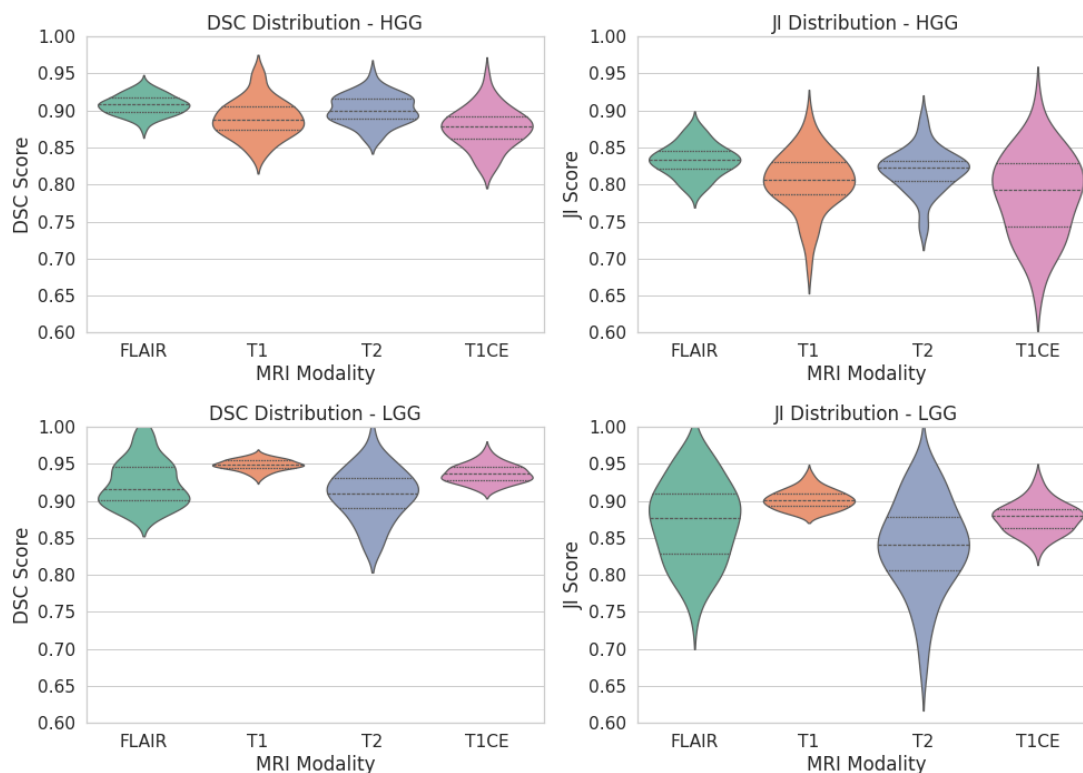 DSC Distribution - HGG
1.00
0.95
0.90
0.85
0.80
0.75
0.70
0.65
0.60
DSC Score
FLAIR T1 T2 T1CE
MRI Modality
JI Distribution - HGG
1.00
0.95
0.90
0.85
0.80
0.75
0.70
0.65
0.60
JI Score
FLAIR T1 T2 T1CE
MRI Modality
DSC Distribution - LGG
1.00
0.95
0.90
0.85
0.80
0.75
0.70
0.65
0.60
DSC Score
FLAIR T1 T2 T1CE
MRI Modality
JI Distribution - LGG
1.00
0.95
0.90
0.85
0.80
0.75
0.70
0.65
0.60
JI Score
FLAIR T1 T2 T1CE
MRI Modality